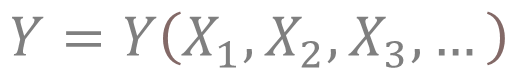 Y = Y(X₁, X₂, X₃, … )